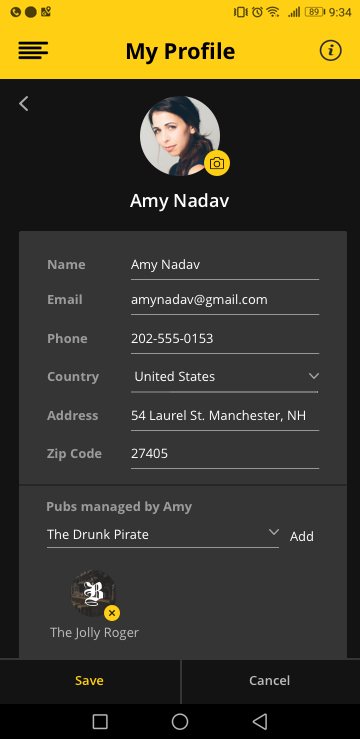 89 9:34
My Profile
Amy Nadav
Name Amy Nadav
Email amynadav@gmail.com
Phone 202-555-0153
Country United States
Address 54 Laurel St. Manchester, NH
Zip Code 27405
Pubs managed by Amy
The Drunk Pirate Add
B
The Jolly Roger
Save Cancel